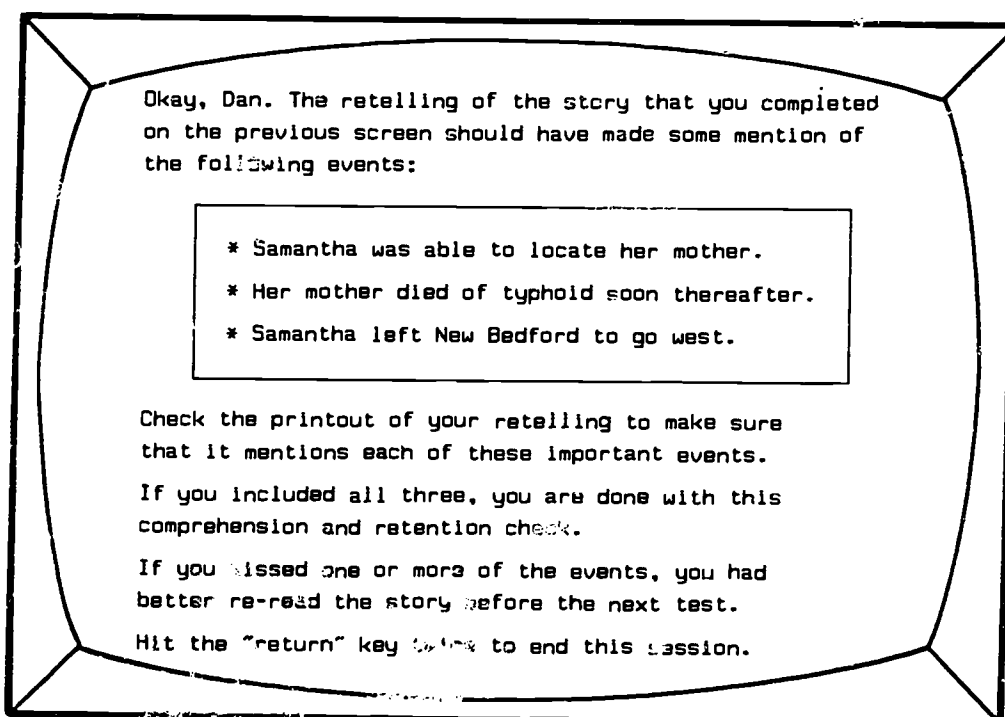 Okay, Dan. The retelling of the story that you completed
on the previous screen should have made some mention of
the following events:
* Samantha was able to locate her mother.
* Her mother died of typhoid soon thereafter.
* Samantha left New Bedford to go west.
Check the printout of your retelling to make sure
that it mentions each of these important events.
If you included all three, you are done with this
comprehension and retention check.
If you missed one or more of the events, you had
better re-read the story before the next test.
Hit the "return" key to end this session.